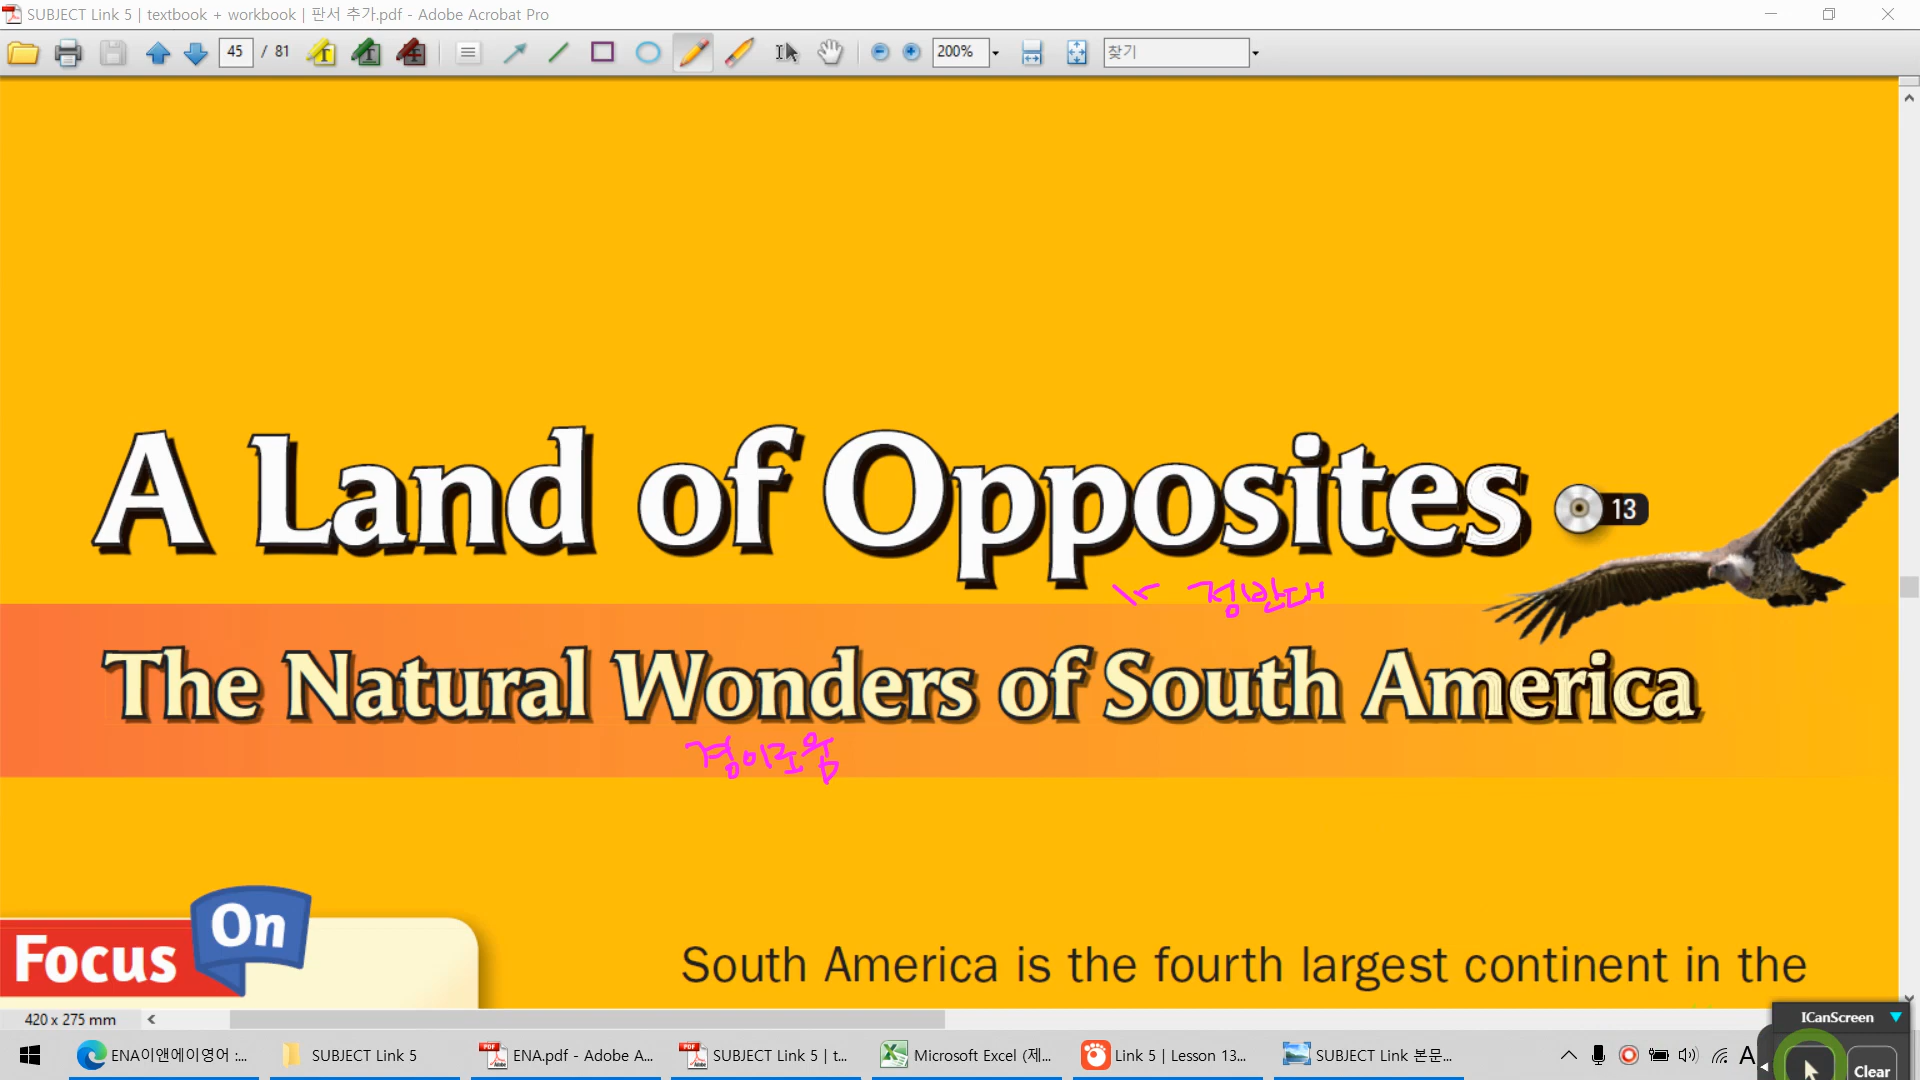 SUBJECT Link 5 | textbook + workbook | 판서 추가.pdf - Adobe Acrobat Pro
45 / 81 200% 찾기
A Land of Opposites 13
정반대
The Natural Wonders of South America
경이로움
Focus On
South America is the fourth largest continent in the
420 x 275 mm
ICanScreen
ENA이앤에이영어 :... SUBJECT Link 5 ENA.pdf - Adobe A... SUBJECT Link 5 | t... Microsoft Excel (제... Link 5 | Lesson 13... SUBJECT Link 본문... A Clear